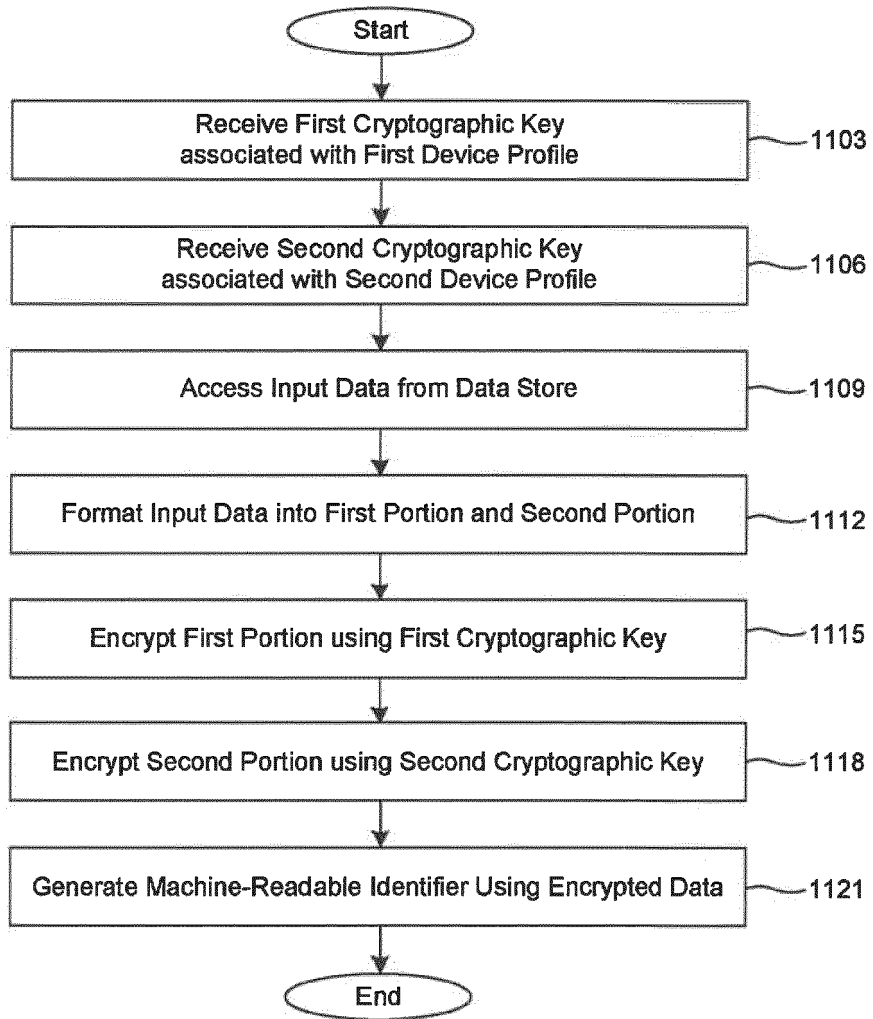 Start
Receive First Cryptographic Key
associated with First Device Profile
1103
Receive Second Cryptographic Key
associated with Second Device Profile
1106
Access Input Data from Data Store
1109
Format Input Data into First Portion and Second Portion
1112
Encrypt First Portion using First Cryptographic Key
1115
Encrypt Second Portion using Second Cryptographic Key
1118
Generate Machine-Readable Identifier Using Encrypted Data
1121
End